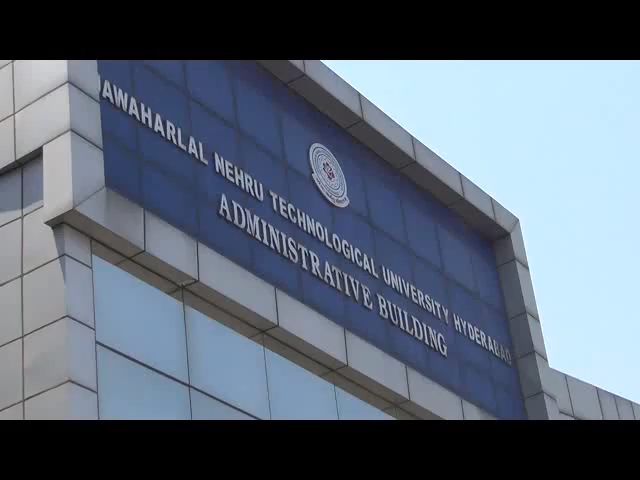 AWAHARLAL NEHRU TECHNOLOGICAL UNIVERSITY HYDERABAD
ADMINISTRATIVE BUILDING